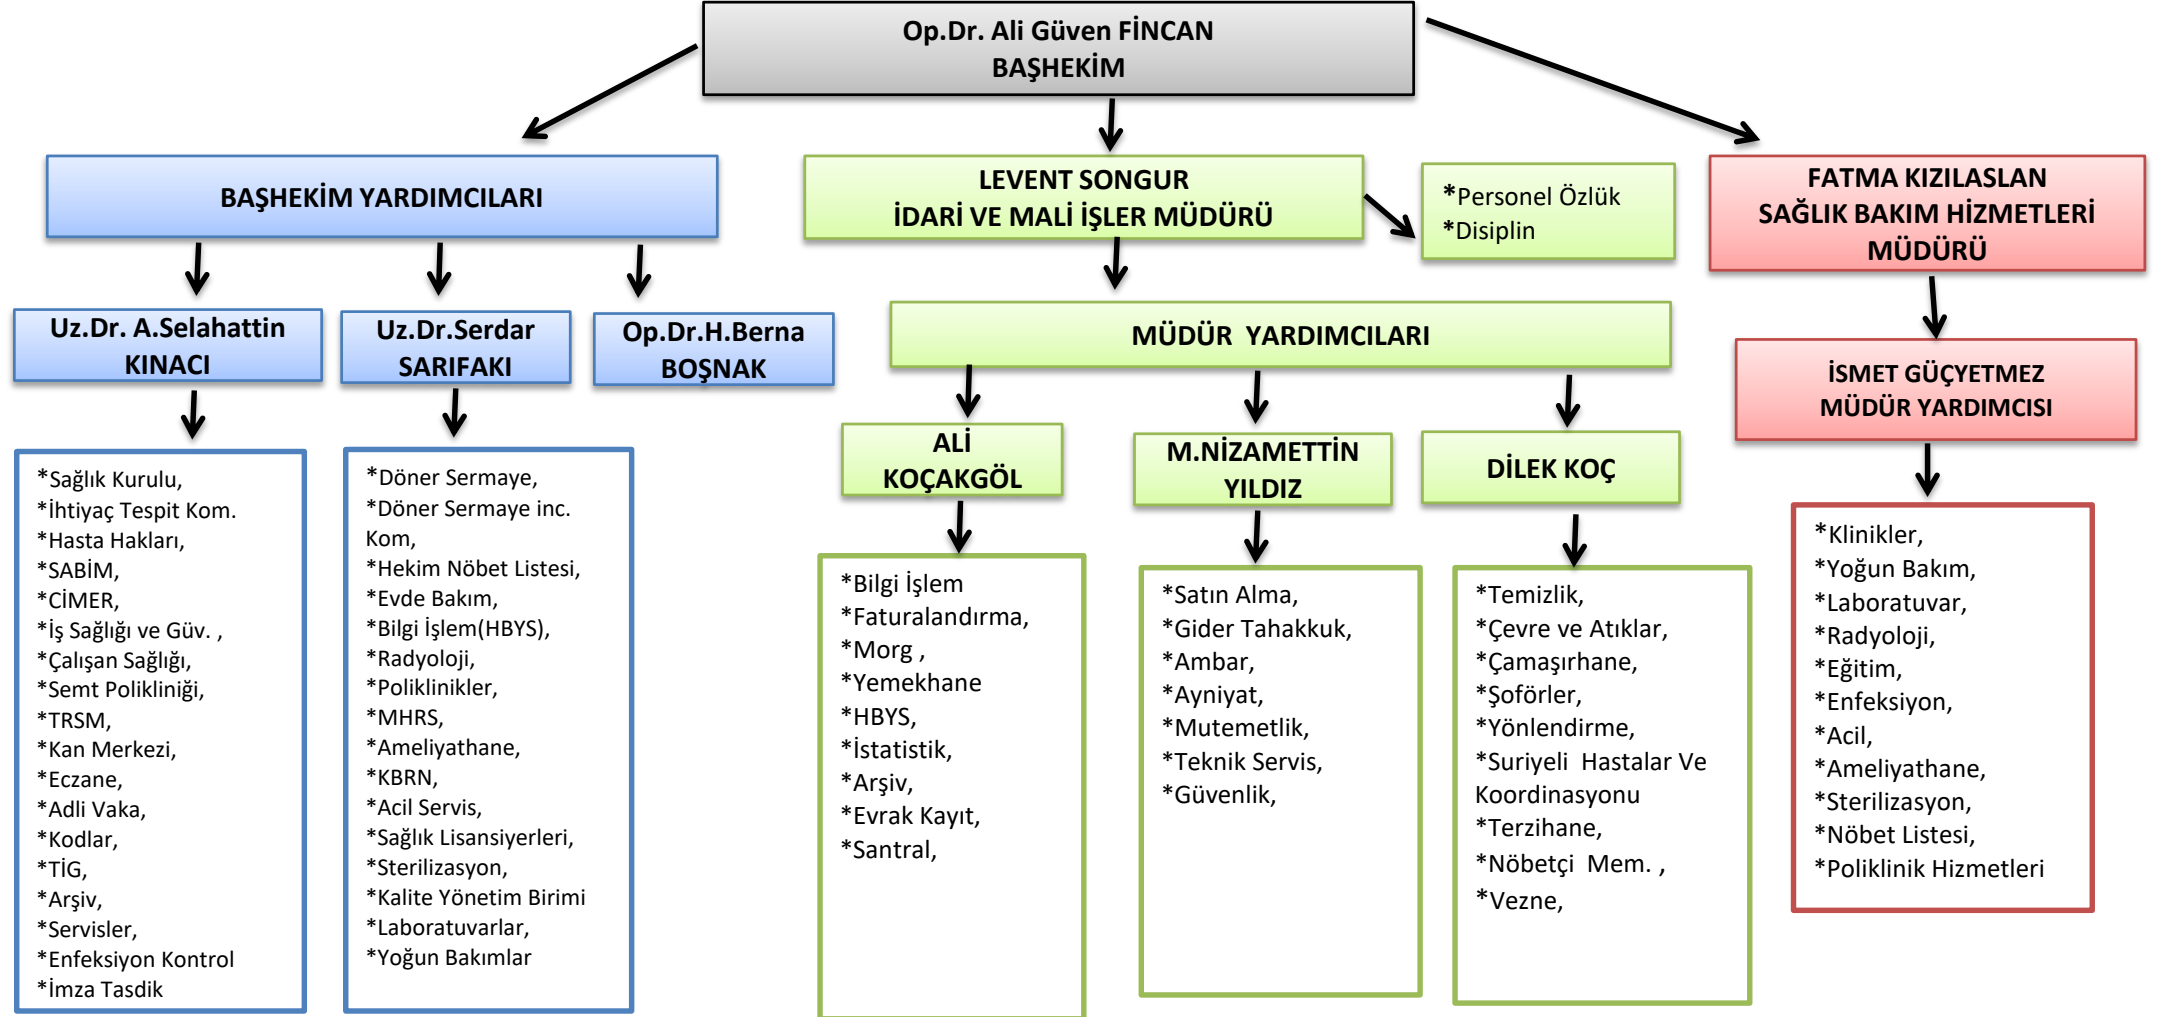 Op.Dr. Ali Güven FİNCAN
BAŞHEKİM
BAŞHEKİM YARDIMCILARI
LEVENT SONGUR
İDARİ VE MALİ İŞLER MÜDÜRÜ
*Personel Özlük
*Disiplin
FATMA KIZILASLAN
SAĞLIK BAKIM HİZMETLERİ
MÜDÜRÜ
Uz.Dr. A.Selahattin
KINACI
Uz.Dr.Serdar
SARIFAKI
Op.Dr.H.Berna
BOŞNAK
MÜDÜR  YARDIMCILARI
İSMET GÜÇYETMEZ
MÜDÜR YARDIMCISI
ALİ
KOÇAKGÖL
M.NİZAMETTİN
YILDIZ
DİLEK KOÇ
*Sağlık Kurulu,
*İhtiyaç Tespit Kom.
*Hasta Hakları,
*SABİM,
*CİMER,
*İş Sağlığı ve Güv. ,
*Çalışan Sağlığı,
*Semt Polikliniği,
*TRSM,
*Kan Merkezi,
*Eczane,
*Adli Vaka,
*Kodlar,
*TİG,
*Arşiv,
*Servisler,
*Enfeksiyon Kontrol
*İmza Tasdik
*Döner Sermaye,
*Döner Sermaye inc.
Kom,
*Hekim Nöbet Listesi,
*Evde Bakım,
*Bilgi İşlem(HBYS),
*Radyoloji,
*Poliklinikler,
*MHRS,
*Ameliyathane,
*KBRN,
*Acil Servis,
*Sağlık Lisansiyerleri,
*Sterilizasyon,
*Kalite Yönetim Birimi
*Laboratuvarlar,
*Yoğun Bakımlar
*Bilgi İşlem
*Faturalandırma,
*Morg ,
*Yemekhane
*HBYS,
*İstatistik,
*Arşiv,
*Evrak Kayıt,
*Santral,
*Satın Alma,
*Gider Tahakkuk,
*Ambar,
*Ayniyat,
*Mutemetlik,
*Teknik Servis,
*Güvenlik,
*Temizlik,
*Çevre ve Atıklar,
*Çamaşırhane,
*Şoförler,
*Yönlendirme,
*Suriyeli  Hastalar Ve
Koordinasyonu
*Terzihane,
*Nöbetçi  Mem. ,
*Vezne,
*Klinikler,
*Yoğun Bakım,
*Laboratuvar,
*Radyoloji,
*Eğitim,
*Enfeksiyon,
*Acil,
*Ameliyathane,
*Sterilizasyon,
*Nöbet Listesi,
*Poliklinik Hizmetleri